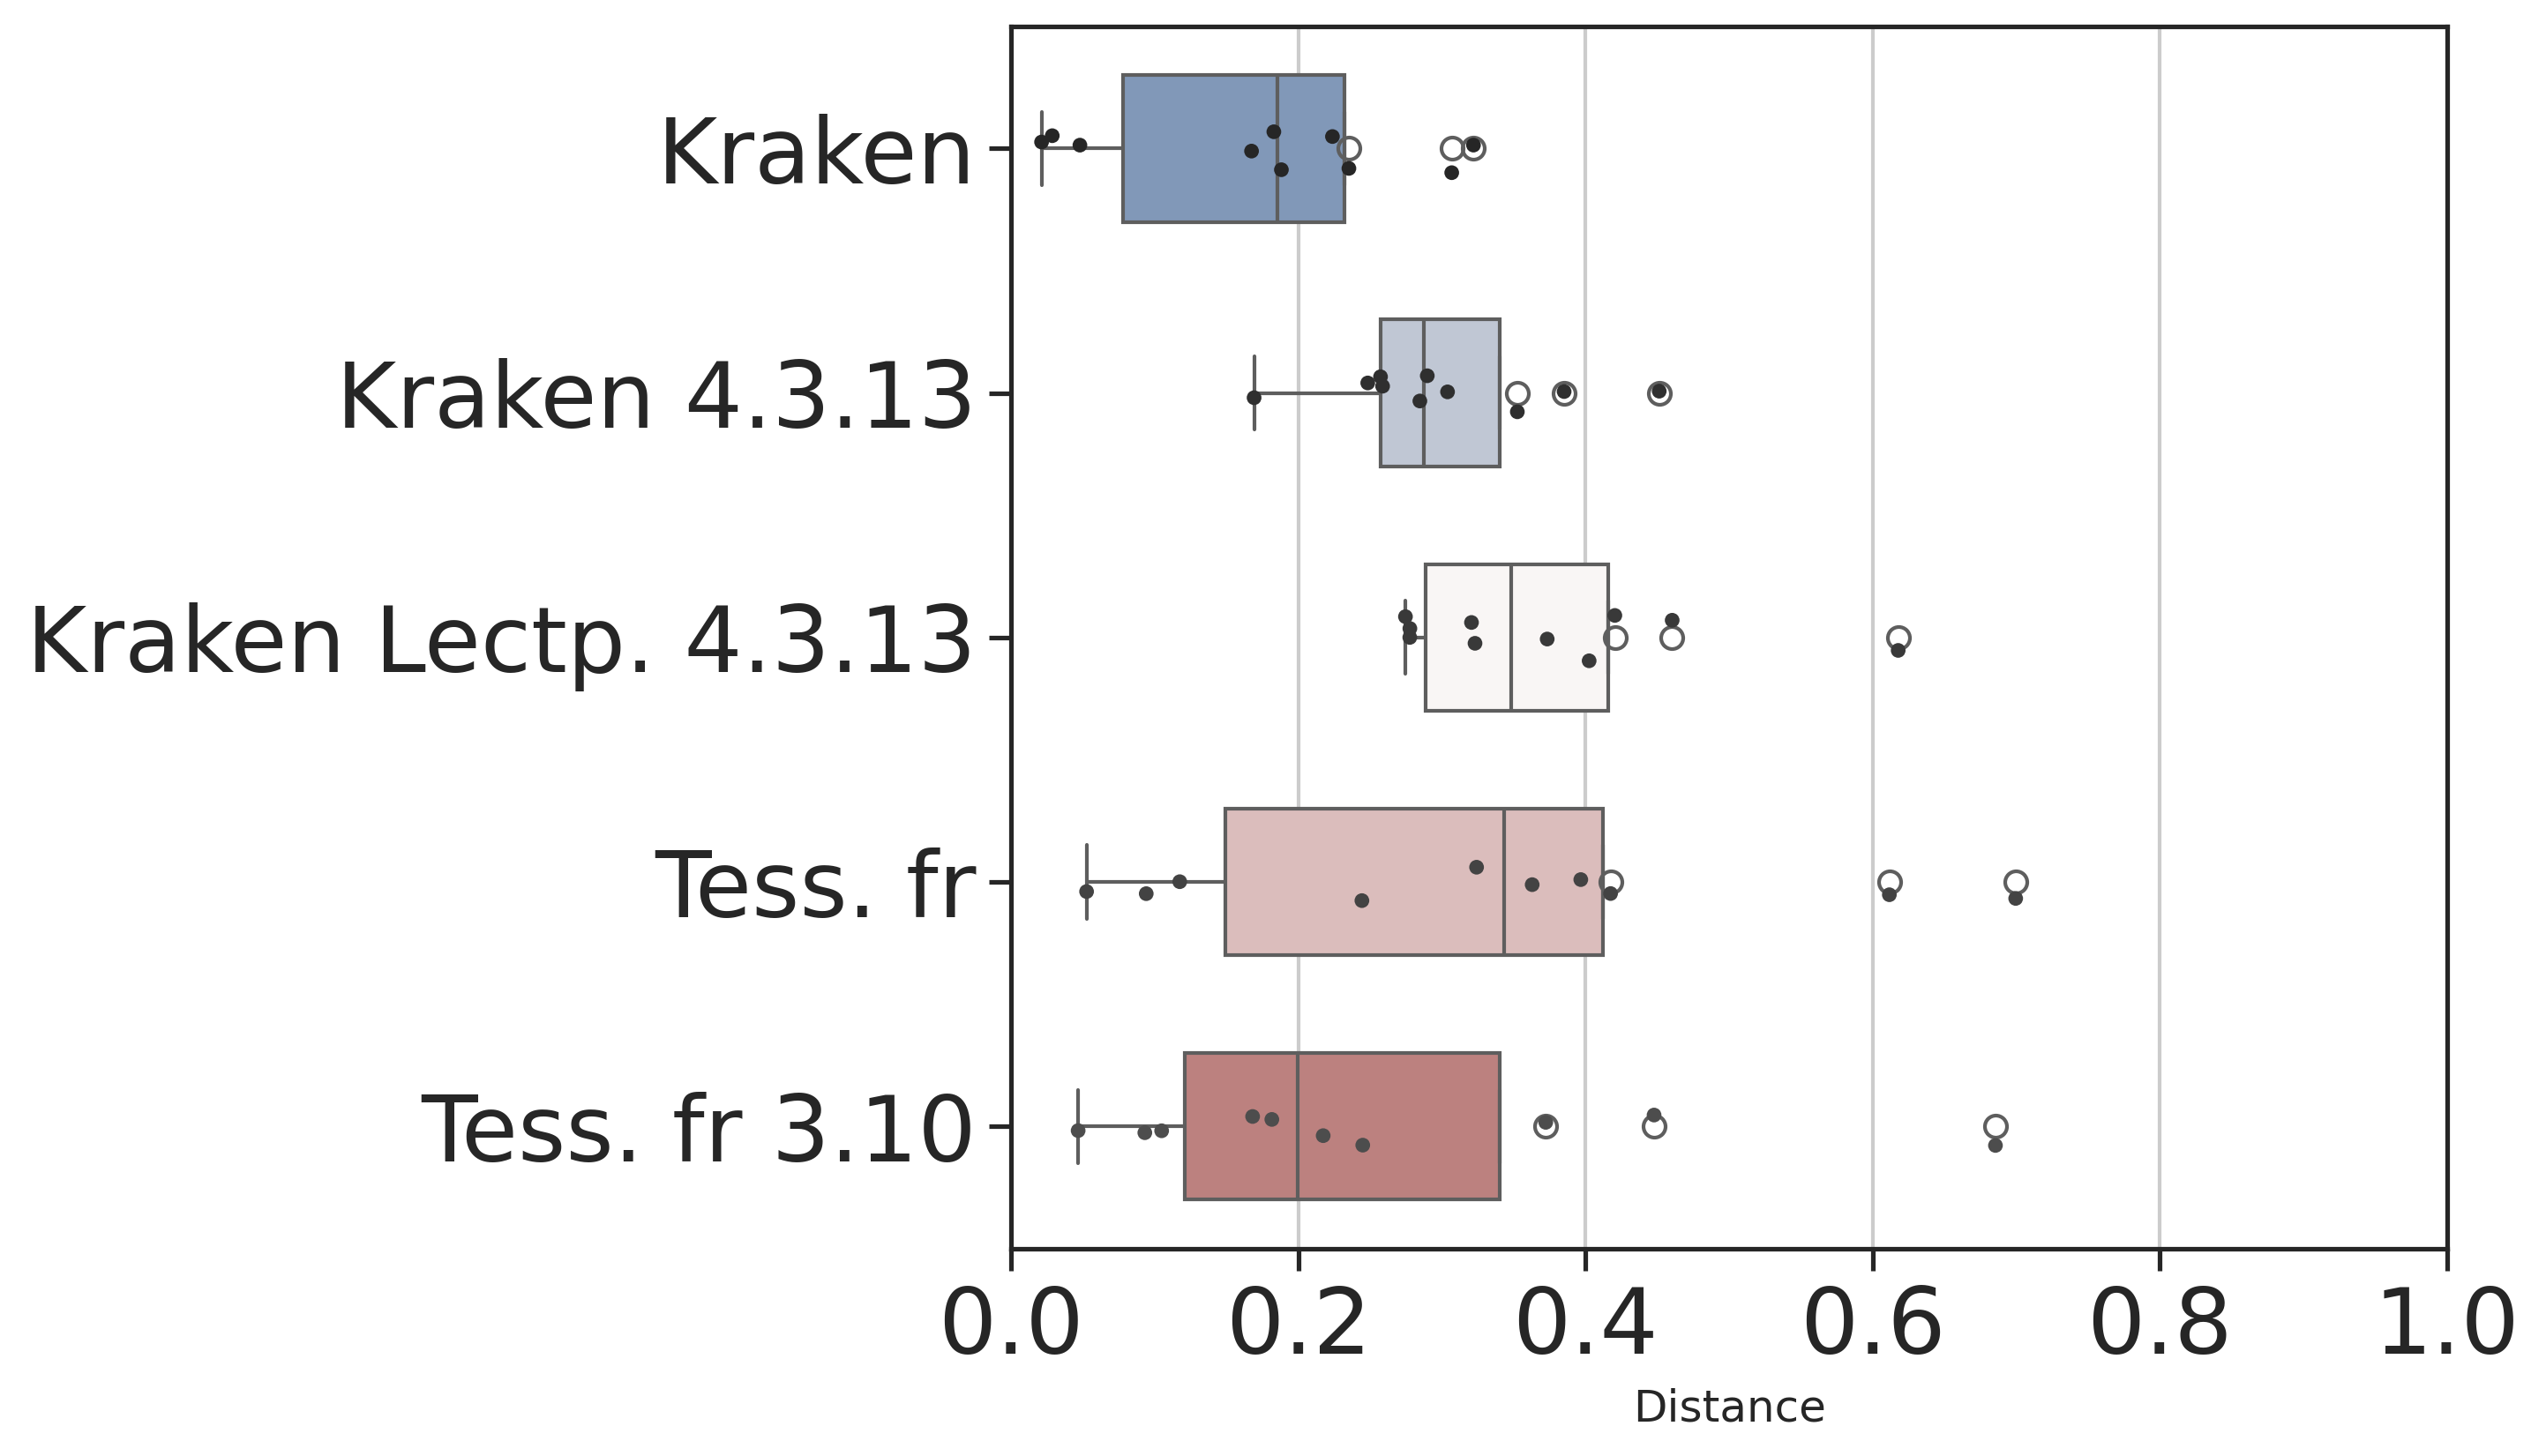 Kraken
Kraken 4.3.13
Kraken Lectp. 4.3.13
Tess. fr
Tess. fr 3.10
0.0 0.2 0.4 0.6 0.8 1.0
Distance